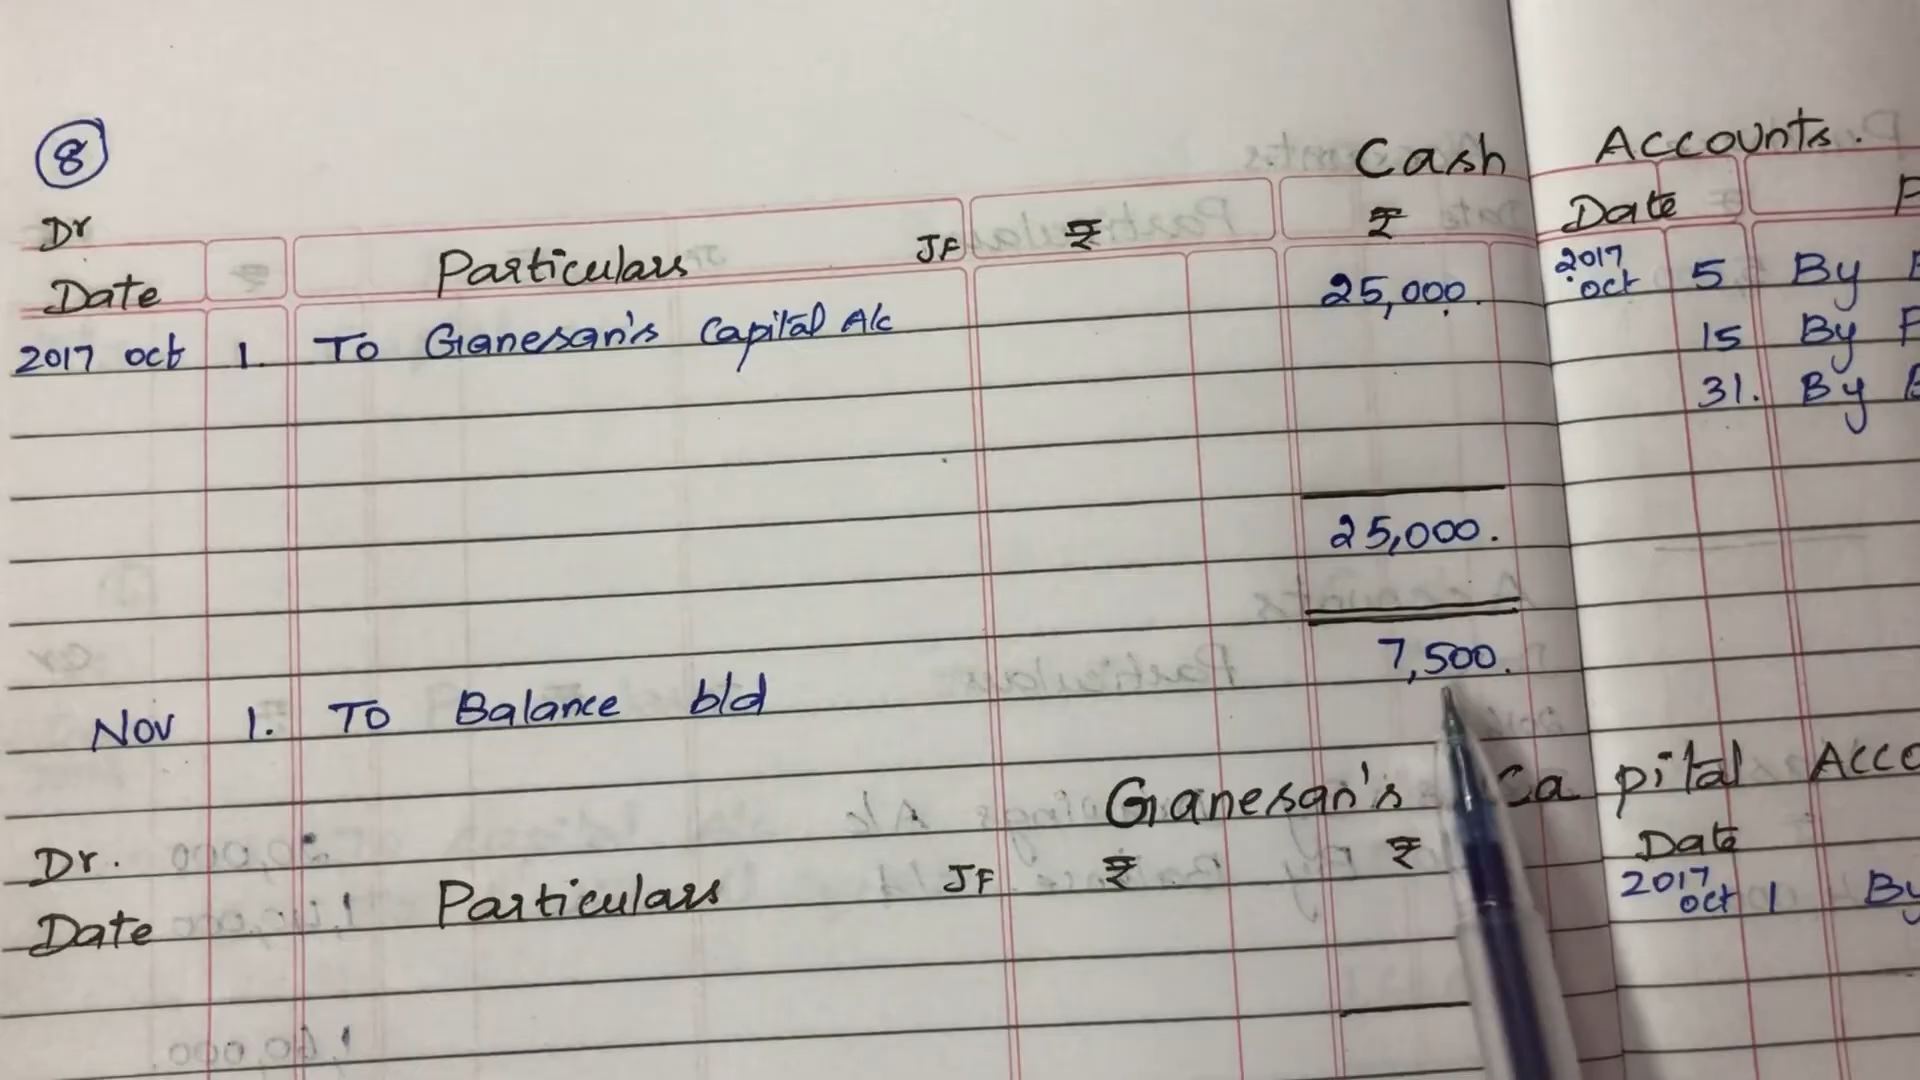 8
Cash Accounts.
Dr
Date Particulars JF ₹ ₹ Date
2017 Oct 1. To Ganesan's Capital A/c 25,000. 2017 Oct 5 By
15 By
31. By
25,000.
Nov 1. To Balance b/d 7,500.
Ganesan's Capital Acco
Dr.
Date Particulars JF ₹ ₹ Date
2017 Oct 1 By